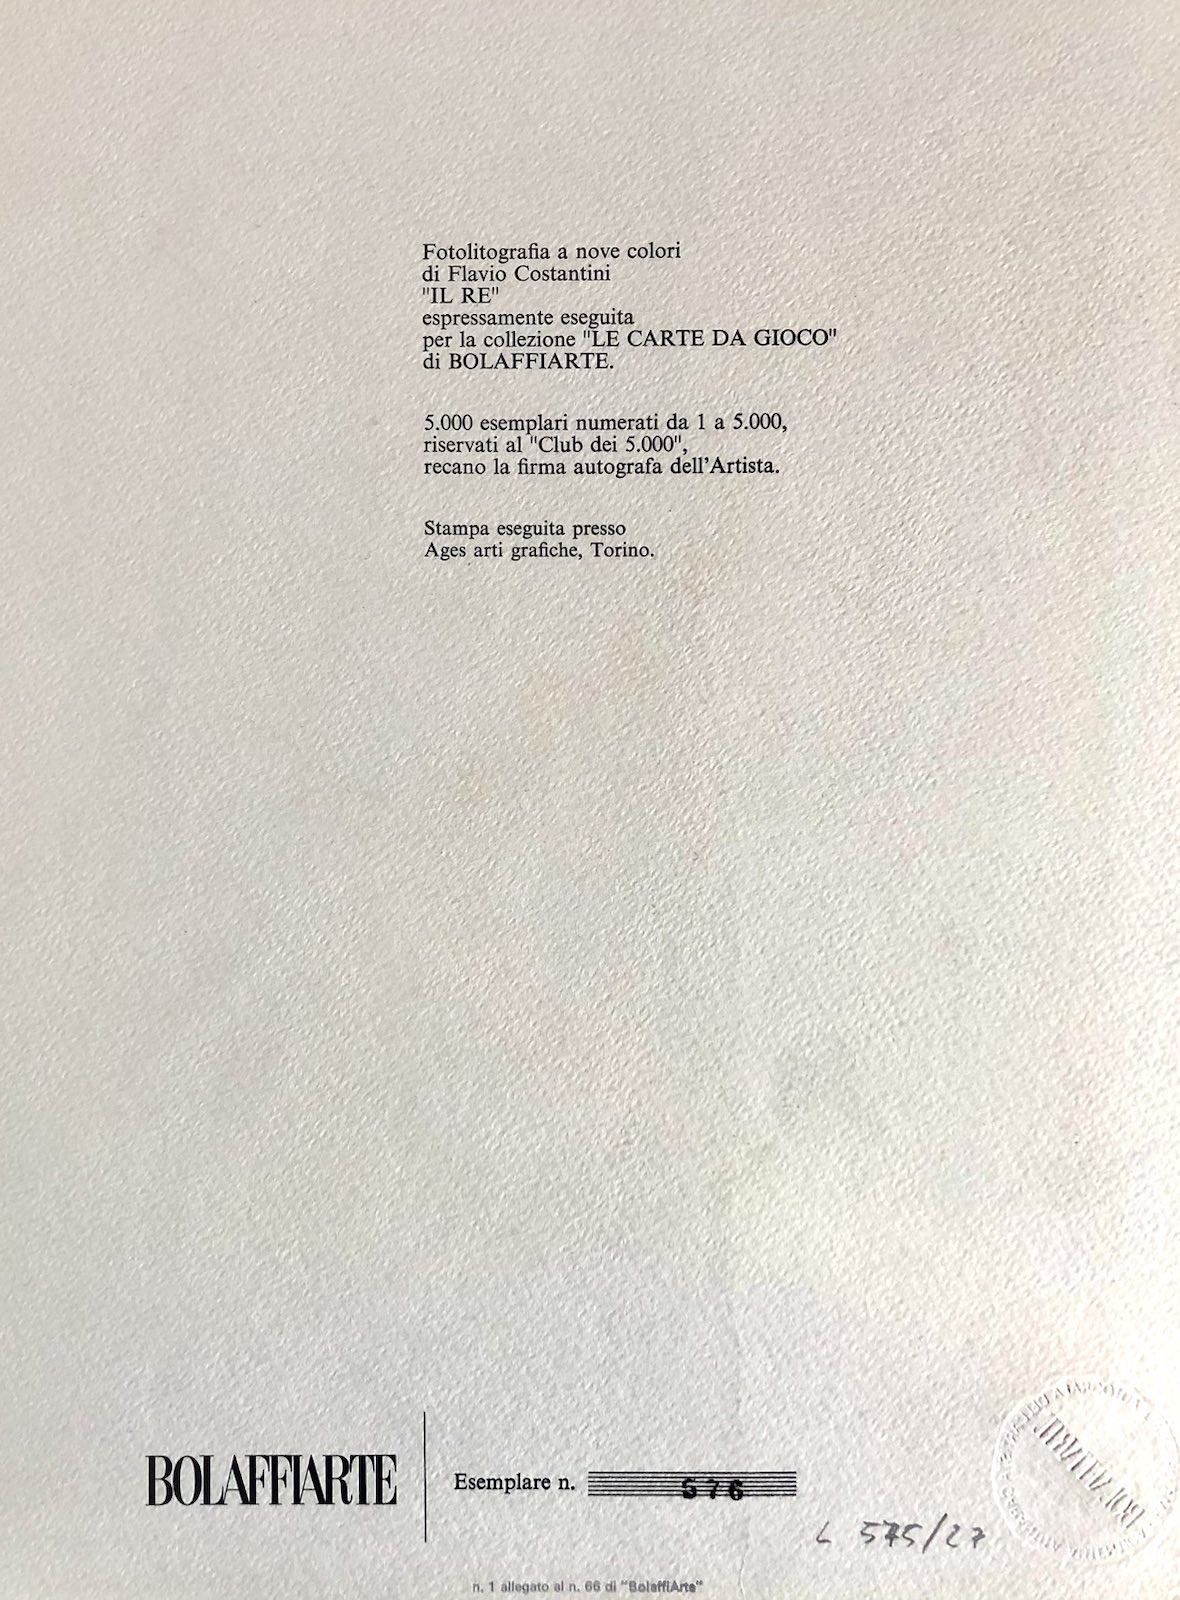 Fotolitografia a nove colori
di Flavio Costantini
"IL RE"
espressamente eseguita
per la collezione "LE CARTE DA GIOCO"
di BOLAFFIARTE.
5.000 esemplari numerati da 1 a 5.000,
riservati al "Club dei 5.000",
recano la firma autografa dell'Artista.
Stampa eseguita presso
Ages arti grafiche, Torino.
BOLAFFIARTE
Esemplare n. 576
L 575/27
n. 1 allegato al n. 66 di "BolaffiArte"
BOLAFFIARTE